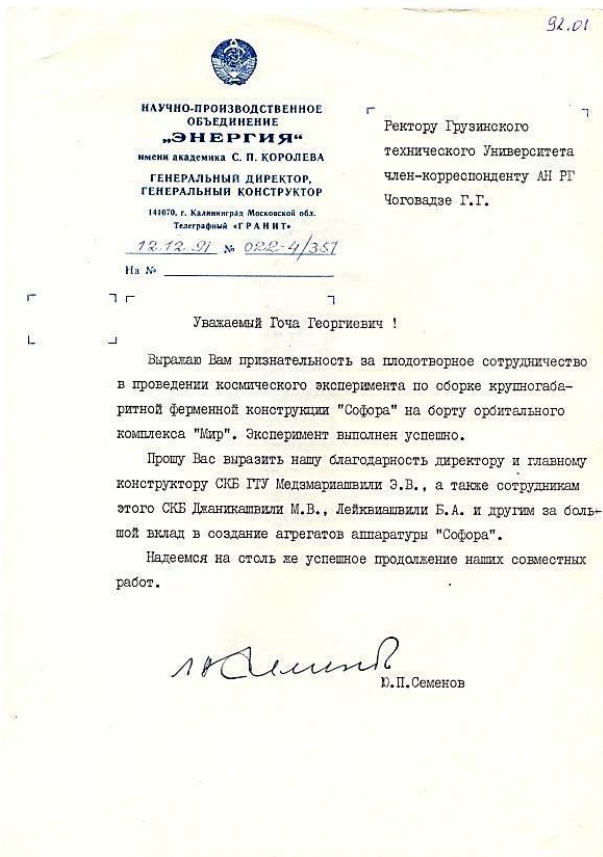 92.01
НАУЧНО-ПРОИЗВОДСТВЕННОЕ
ОБЪЕДИНЕНИЕ
„ЭНЕРГИЯ“
имени академика С. П. КОРОЛЕВА
ГЕНЕРАЛЬНЫЙ ДИРЕКТОР,
ГЕНЕРАЛЬНЫЙ КОНСТРУКТОР
141070, г. Калининград Московской обл.
Телеграфный «ГРАНИТ»
12.12.91 № 022-4/351
На №
Ректору Грузинского
технического Университета
член-корреспонденту АН РГ
Чоговадзе Г.Г.
Уважаемый Гоча Георгиевич !
Выражаю Вам признательность за плодотворное сотрудничество
в проведении космического эксперимента по сборке крупногаба-
ритной ферменной конструкции "Софора" на борту орбитального
комплекса "Мир". Эксперимент выполнен успешно.
Прошу Вас выразить нашу благодарность директору и главному
конструктору СКБ ГТУ Медзмариашвили Э.В., а также сотрудникам
этого СКБ Джаникашвили М.В., Лейквиашвили Б.А. и другим за боль-
шой вклад в создание агрегатов аппаратуры "Софора".
Надеемся на столь же успешное продолжение наших совместных
работ.
Ю.П.Семенов